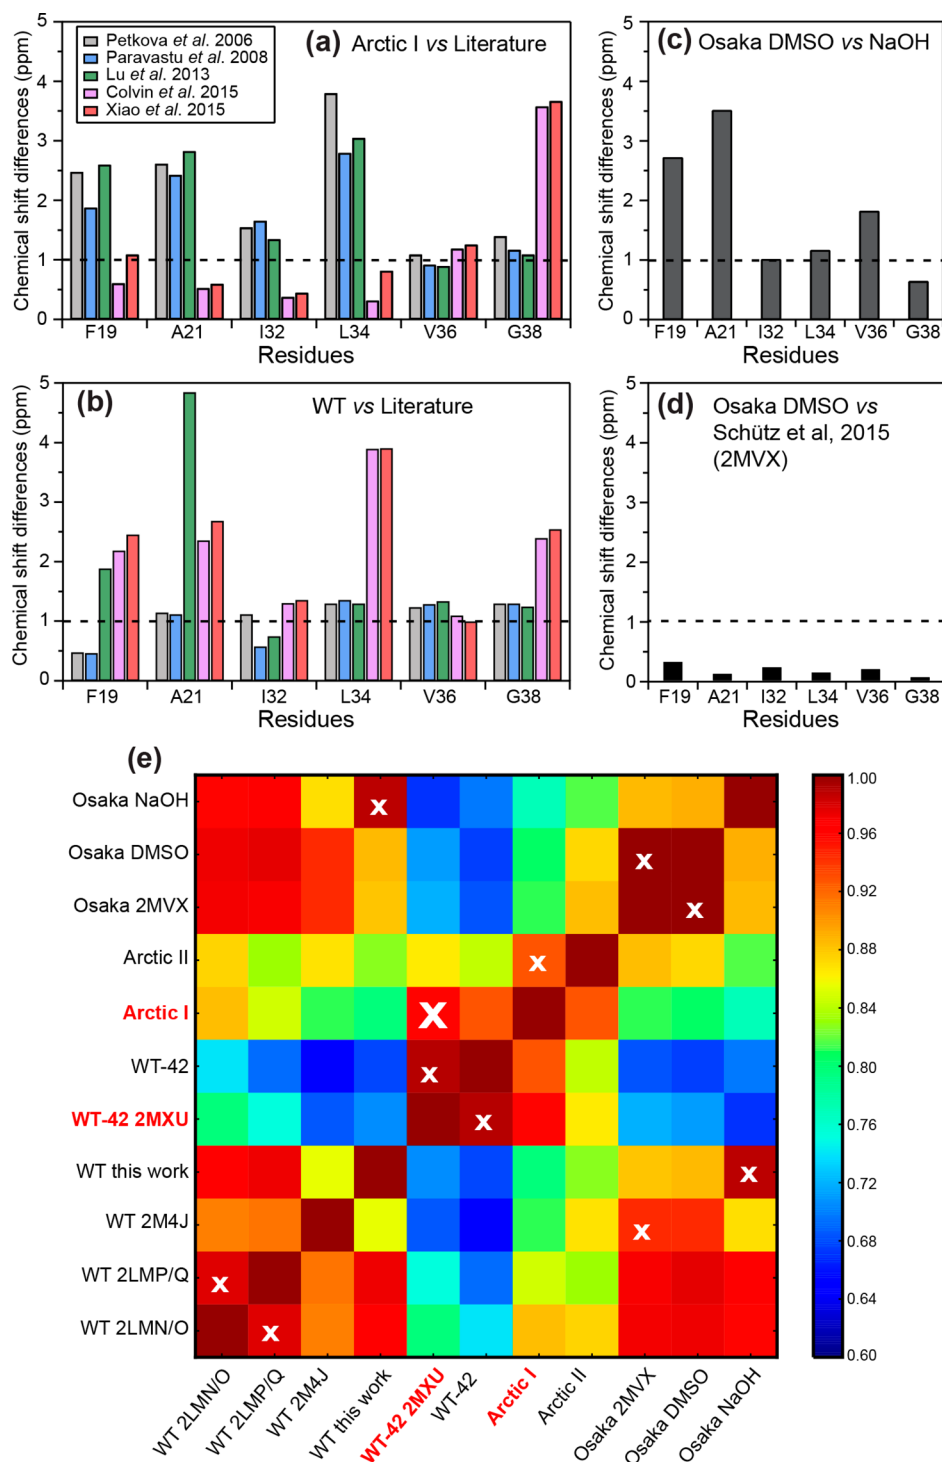 (a) Arctic I vs Literature
Petkova et al. 2006
Paravastu et al. 2008
Lu et al. 2013
Colvin et al. 2015
Xiao et al. 2015
Chemical shift differences (ppm)
5
4
3
2
1
0
F19 A21 I32 L34 V36 G38
Residues
(c) Osaka DMSO vs NaOH
Chemical shift differences (ppm)
5
4
3
2
1
0
F19 A21 I32 L34 V36 G38
Residues
(b) WT vs Literature
Chemical shift differences (ppm)
5
4
3
2
1
0
F19 A21 I32 L34 V36 G38
Residues
(d) Osaka DMSO vs
Schütz et al, 2015
(2MVX)
Chemical shift differences (ppm)
5
4
3
2
1
0
F19 A21 I32 L34 V36 G38
Residues
(e)
Osaka NaOH
Osaka DMSO
Osaka 2MVX
Arctic II
Arctic I
WT-42
WT-42 2MXU
WT this work
WT 2M4J
WT 2LMP/Q
WT 2LMN/O
x
x
x
x
x
x
x
x
x
x
x
WT 2LMN/O
WT 2LMP/Q
WT 2M4J
WT this work
WT-42 2MXU
WT-42
Arctic I
Arctic II
Osaka 2MVX
Osaka DMSO
Osaka NaOH
1.00
0.96
0.92
0.88
0.84
0.80
0.76
0.72
0.68
0.64
0.60